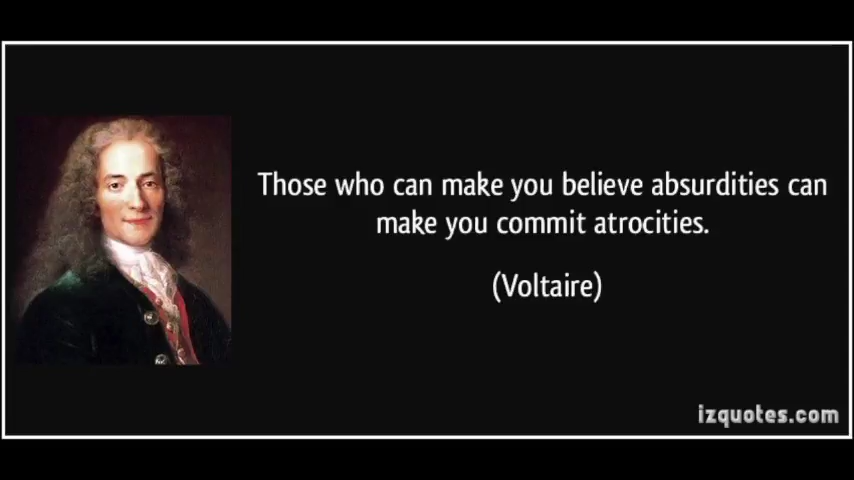 Those who can make you believe absurdities can
make you commit atrocities.
(Voltaire)
izquotes.com